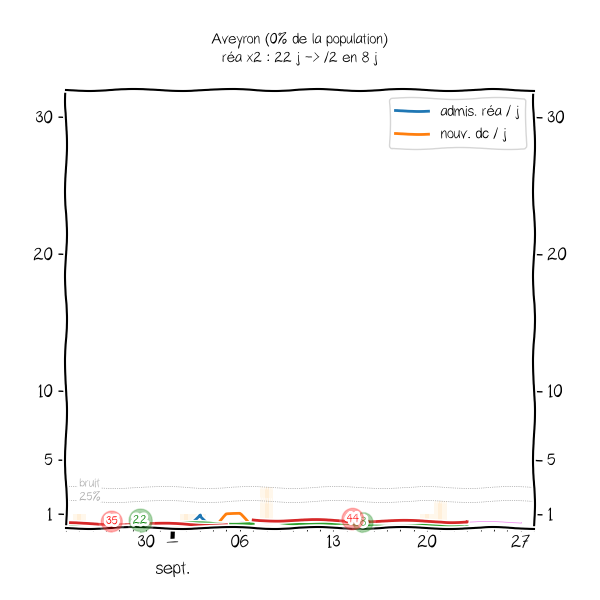 Aveyron (0% de la population)
réa x2 : 22 j -> /2 en 8 j
admis. réa / j
nouv. dc / j
30 30
20 20
10 10
5 5
bruit
25%
1 1
35 22 44 8
30 06 13 20 27
sept.